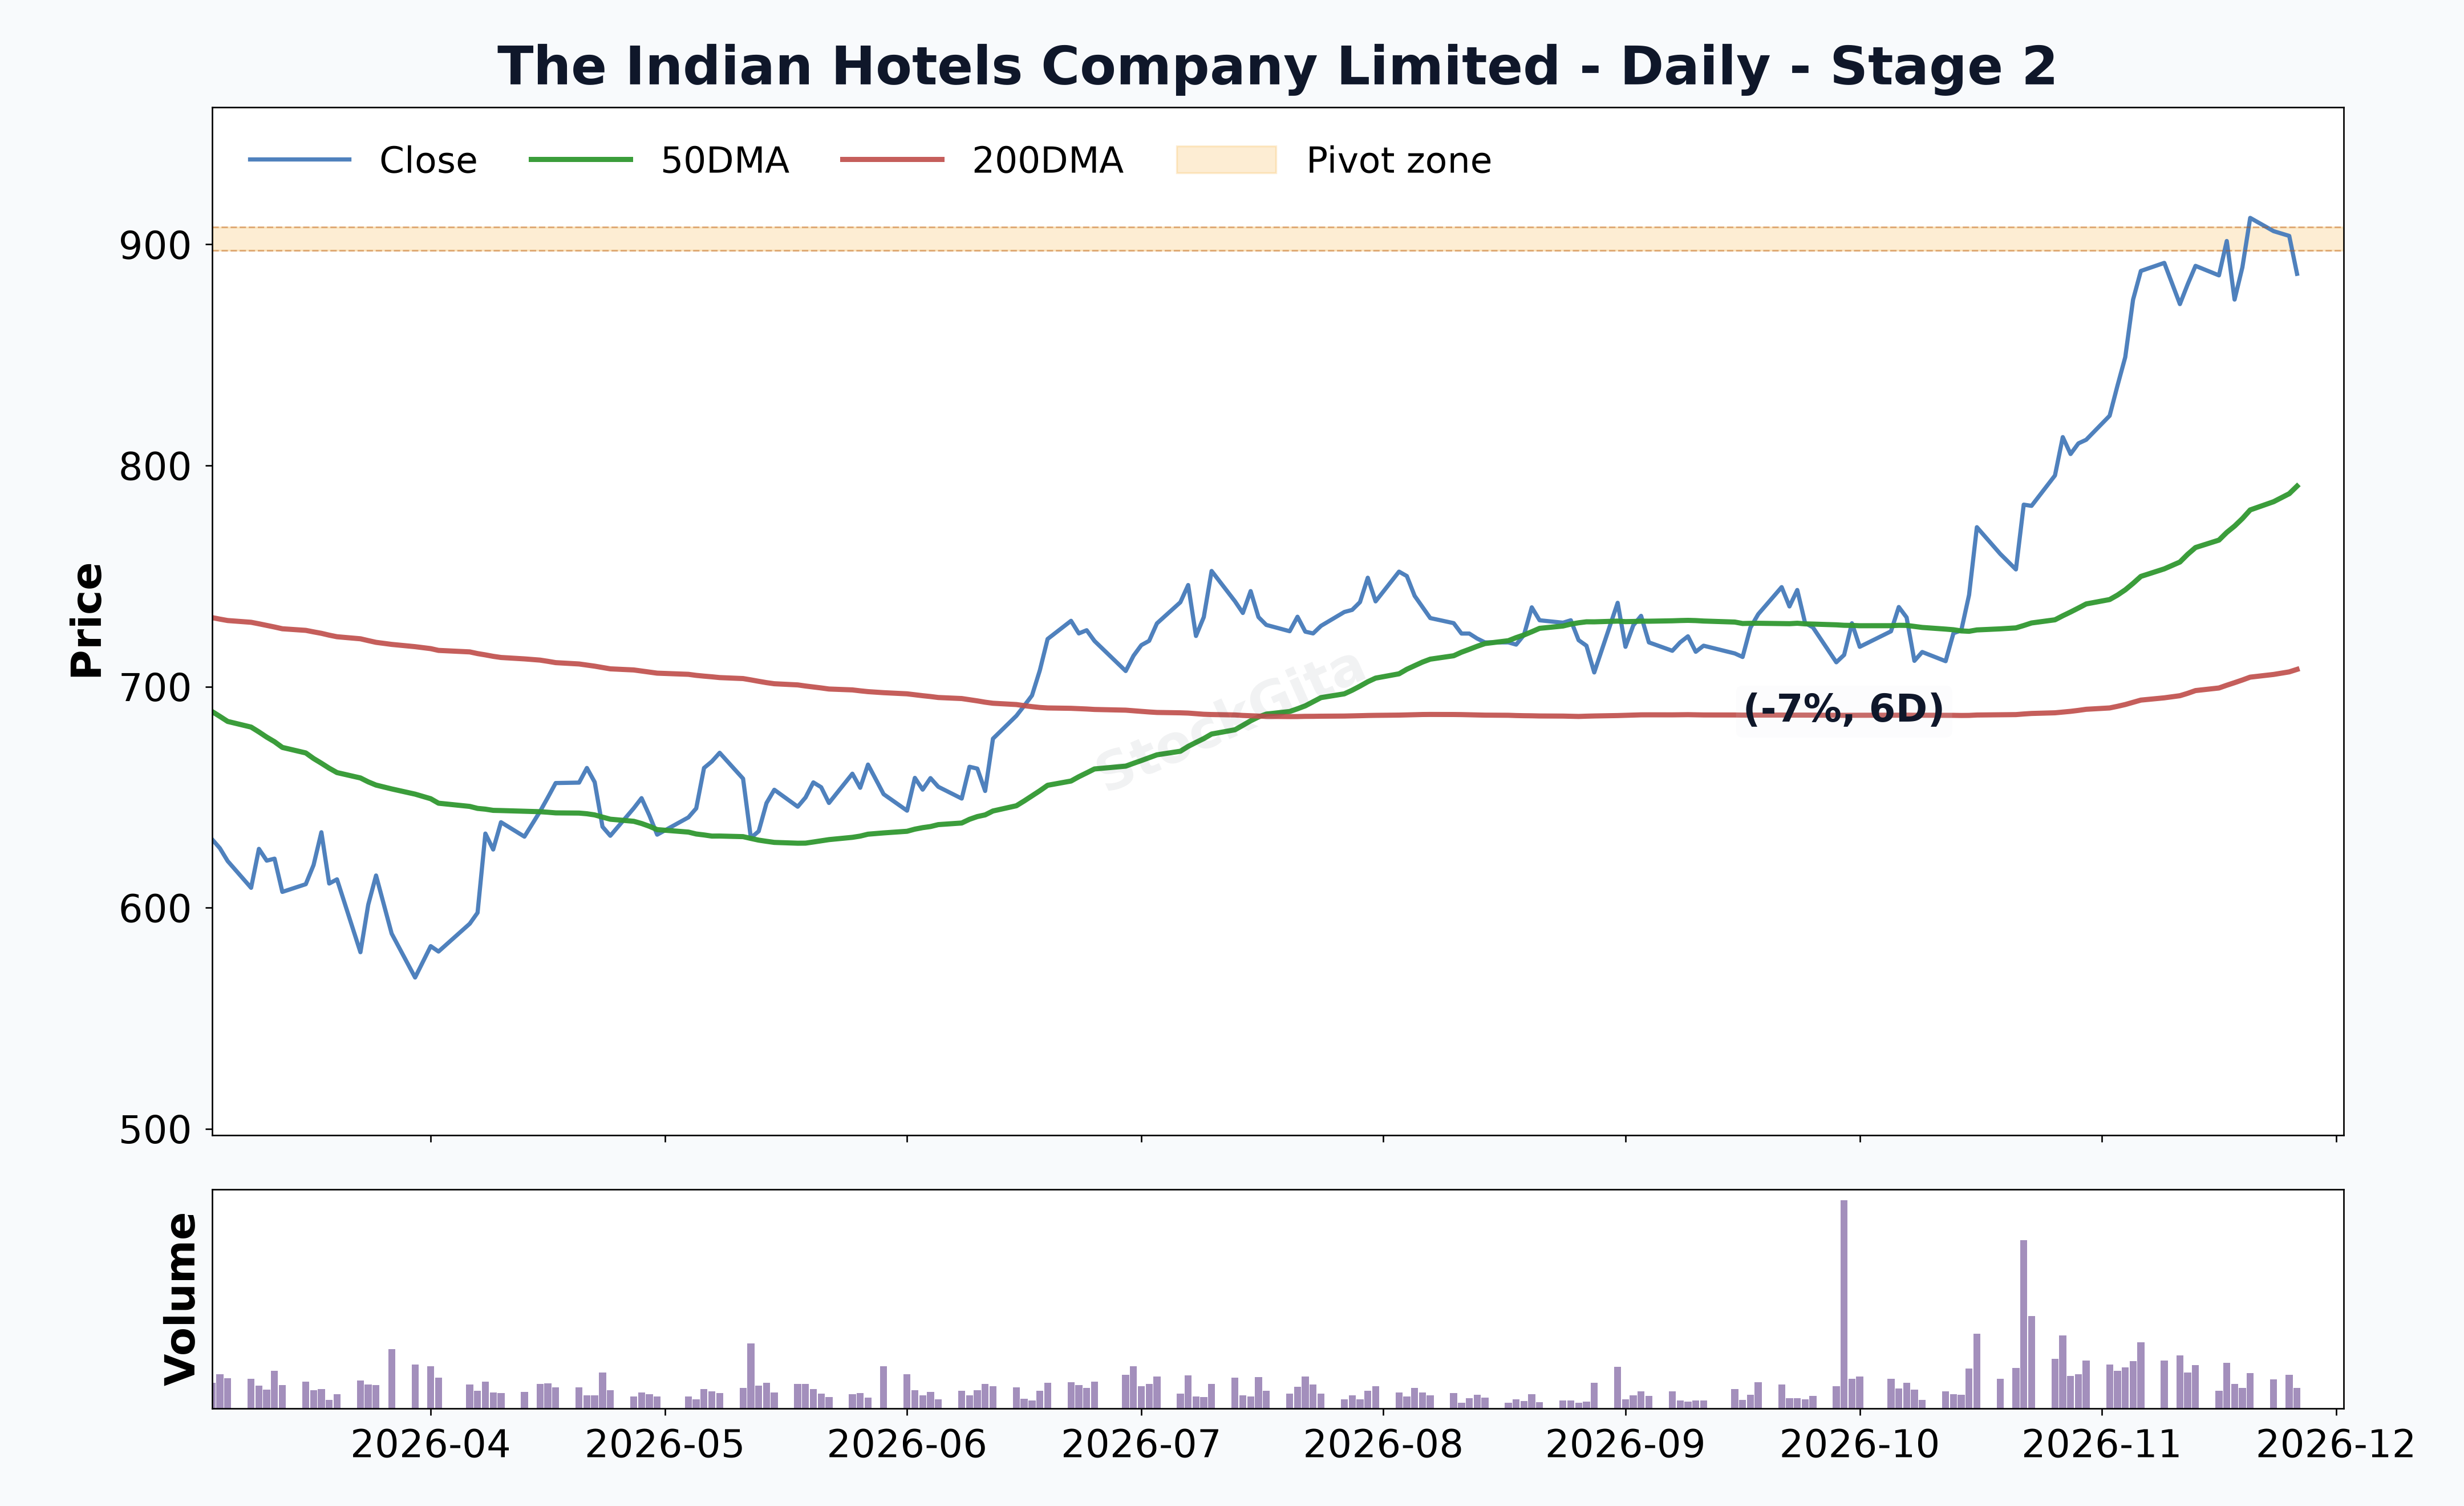 The Indian Hotels Company Limited - Daily - Stage 2
Close 50DMA 200DMA Pivot zone
Price
900
800
700
600
500
(-7%, 6D)
StockGita
Volume
2026-04 2026-05 2026-06 2026-07 2026-08 2026-09 2026-10 2026-11 2026-12